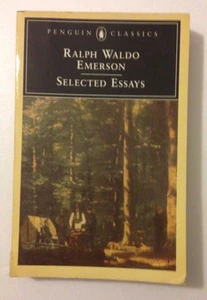 PENGUIN CLASSICS
RALPH WALDO
EMERSON
SELECTED ESSAYS